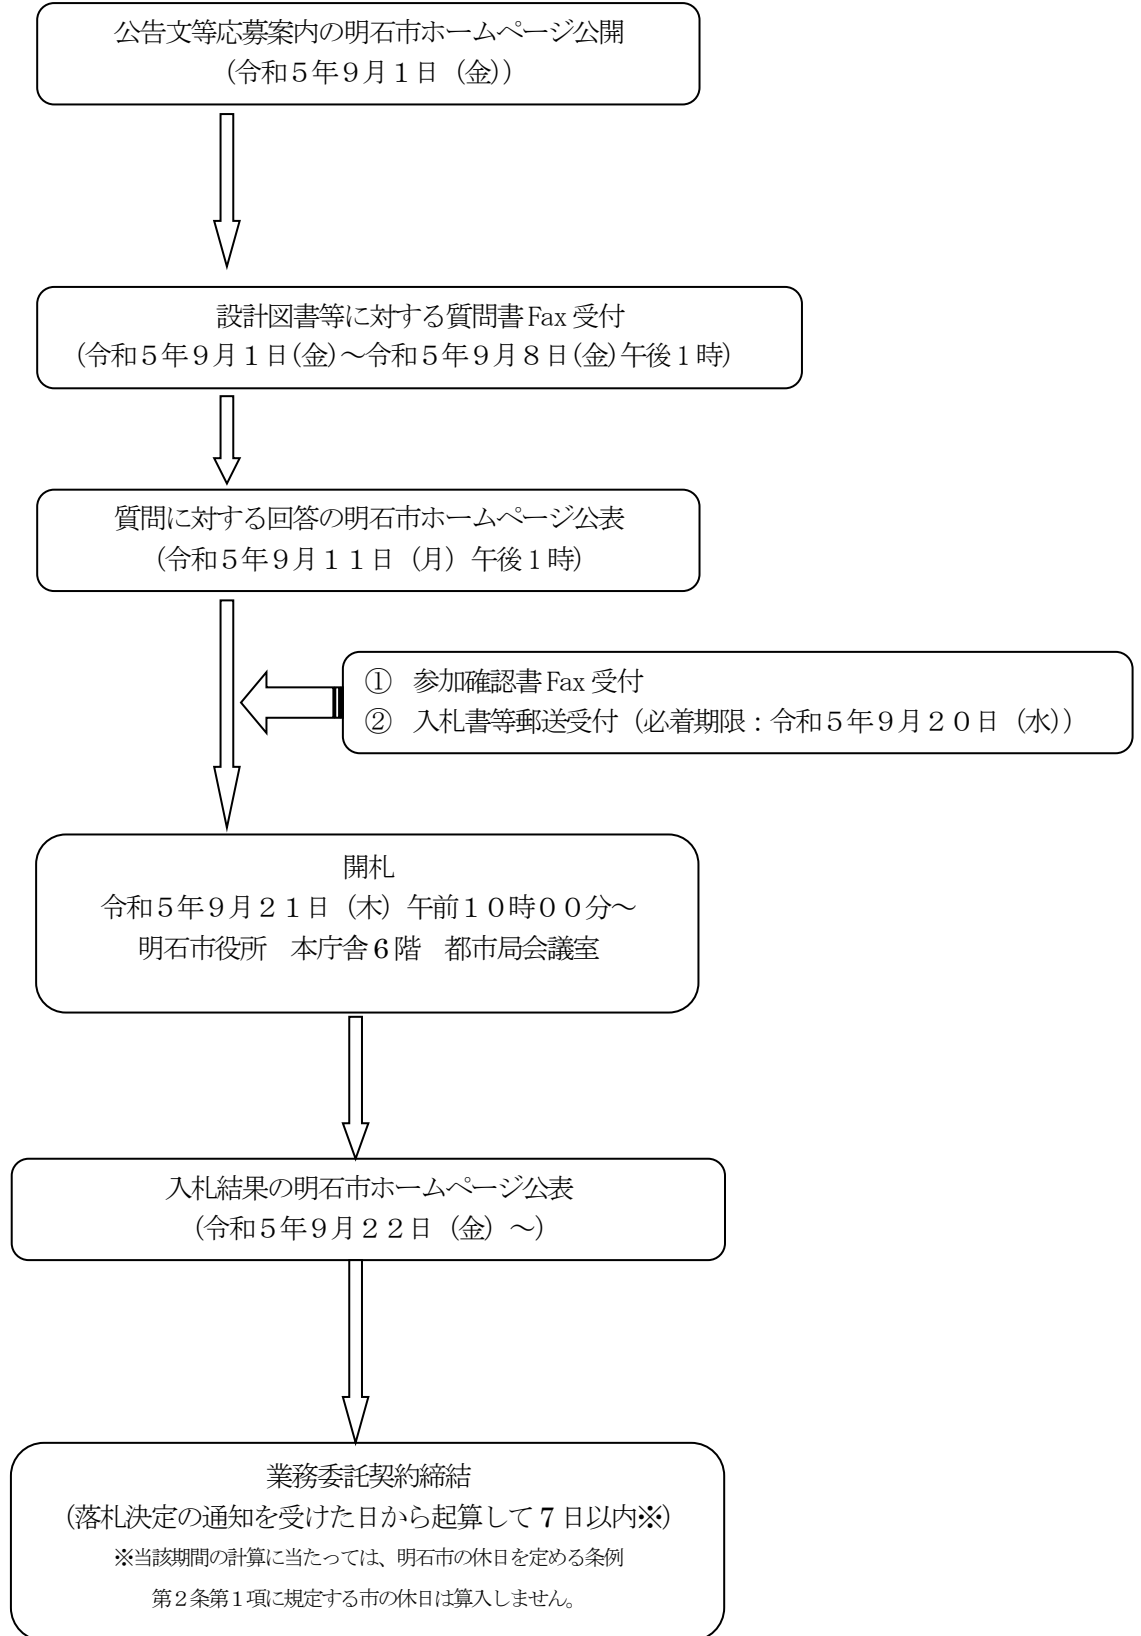 公告文等応募案内の明石市ホームページ公開
（令和５年９月１日（金））
設計図書等に対する質問書 Fax 受付
（令和５年９月１日(金)～令和５年９月８日(金)午後１時）
質問に対する回答の明石市ホームページ公表
（令和５年９月１１日（月）午後１時）
①　参加確認書 Fax 受付
②　入札書等郵送受付（必着期限：令和５年９月２０日（水））
開札
令和５年９月２１日（木）午前１０時００分～
明石市役所　本庁舎６階　都市局会議室
入札結果の明石市ホームページ公表
（令和５年９月２２日（金）～）
業務委託契約締結
（落札決定の通知を受けた日から起算して７日以内※）
※当該期間の計算に当たっては、明石市の休日を定める条例
第２条第１項に規定する市の休日は算入しません。